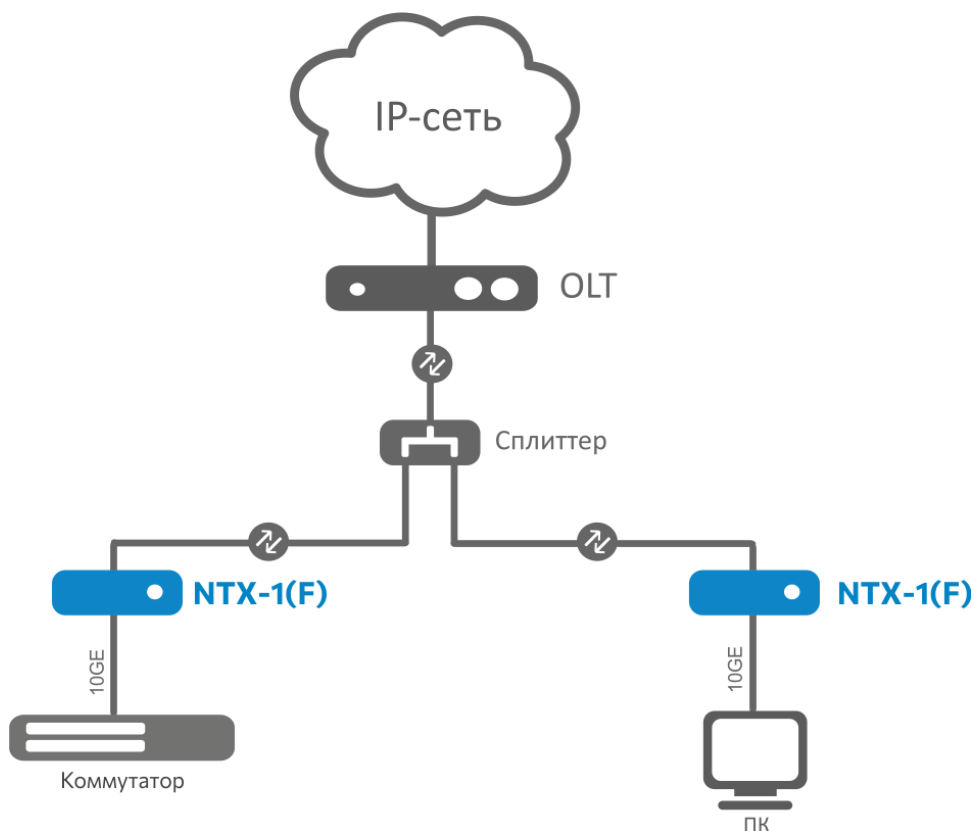 IP-сеть
OLT
Сплиттер
NTX-1(F)
NTX-1(F)
10GE
10GE
Коммутатор
ПК